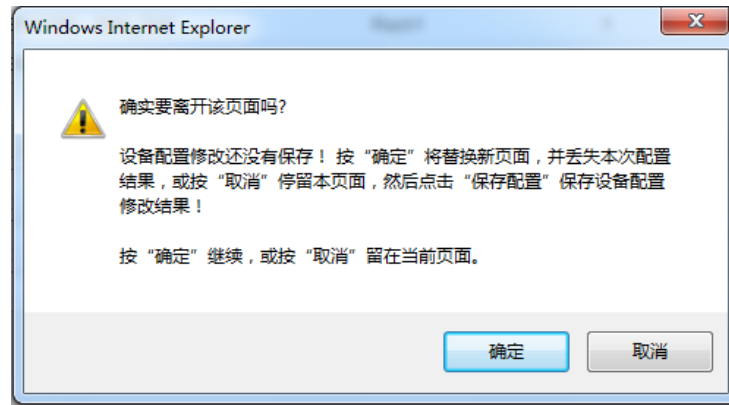 Windows Internet Explorer
确实要离开该页面吗?
设备配置修改还没有保存！按“确定”将替换新页面，并丢失本次配置
结果，或按“取消”停留本页面，然后点击“保存配置”保存设备配置
修改结果！
按“确定”继续，或按“取消”留在当前页面。
确定
取消